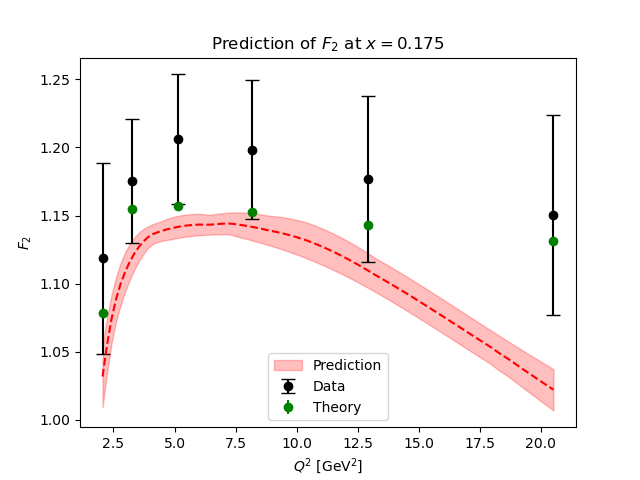 Prediction of F₂ at x = 0.175
F₂
1.25
1.20
1.15
1.10
1.05
1.00
Prediction
Data
Theory
2.5 5.0 7.5 10.0 12.5 15.0 17.5 20.0
Q² [GeV²]